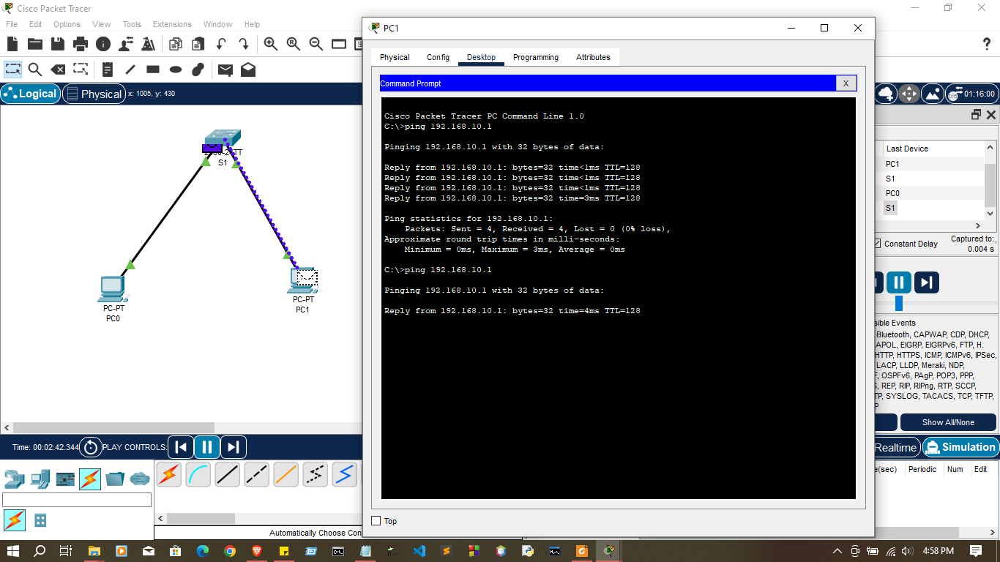 Cisco Packet Tracer
File Edit Options View Tools Extensions Window Help
Logical
Physical
x: 1005, y: 430
S1
PC-PT
PC0
PC-PT
PC1
Time: 00:02:42.344
PLAY CONTROLS:
Automatically Choose Con
PC1
Physical Config Desktop Programming Attributes
Command Prompt
X
Cisco Packet Tracer PC Command Line 1.0
C:\>ping 192.168.10.1
Pinging 192.168.10.1 with 32 bytes of data:
Reply from 192.168.10.1: bytes=32 time<1ms TTL=128
Reply from 192.168.10.1: bytes=32 time<1ms TTL=128
Reply from 192.168.10.1: bytes=32 time<1ms TTL=128
Reply from 192.168.10.1: bytes=32 time=3ms TTL=128
Ping statistics for 192.168.10.1:
Packets: Sent = 4, Received = 4, Lost = 0 (0% loss),
Approximate round trip times in milli-seconds:
Minimum = 0ms, Maximum = 3ms, Average = 0ms
C:\>ping 192.168.10.1
Pinging 192.168.10.1 with 32 bytes of data:
Reply from 192.168.10.1: bytes=32 time=4ms TTL=128
Top
01:16:00
Last Device
PC1
S1
PC0
S1
Constant Delay
Captured to:
0.004 s
sible Events
Bluetooth, CAPWAP, CDP, DHCP,
APOL, EIGRP, EIGRPv6, FTP, H.
HTTP, HTTPS, ICMP, ICMPv6, IPSec,
LACP, LLDP, Meraki, NDP,
F, OSPFv6, PAgP, POP3, PPP,
S, REP, RIP, RIPng, RTP, SCCP,
TP, SYSLOG, TACACS, TCP, TFTP,
P
Show All/None
Realtime
Simulation
e(sec) Periodic Num Edit
4:58 PM